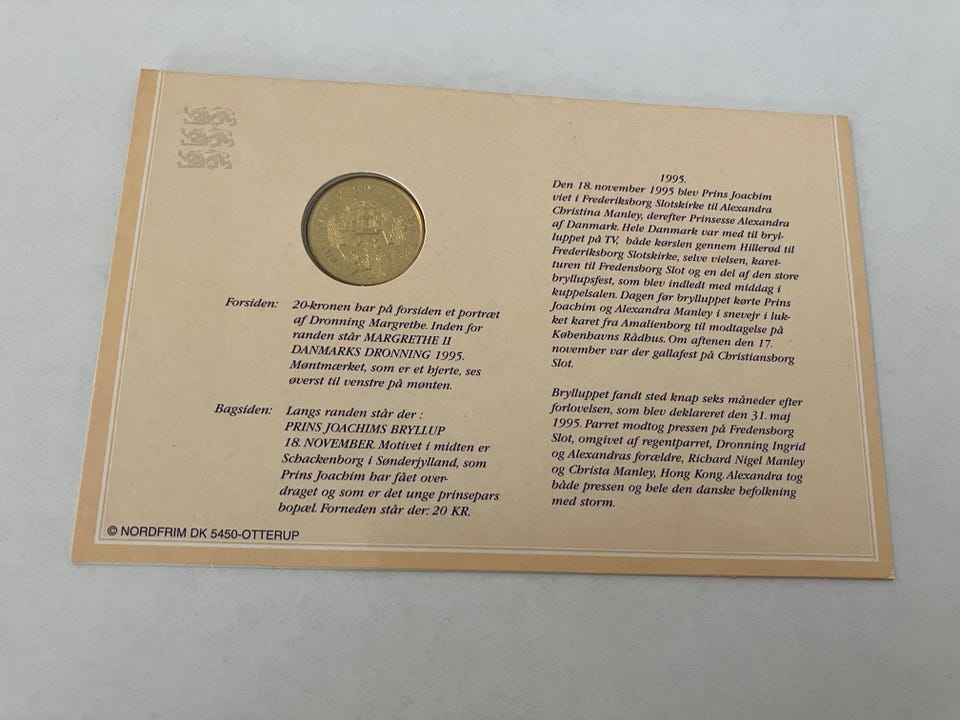 Forsiden: 20-kronen har på forsiden et portræt
af Dronning Margrethe. Inden for
randen står MARGRETHE II
DANMARKS DRONNING 1995.
Møntmærket, som er et hjerte, ses
øverst til venstre på mønten.
Bagsiden: Langs randen står der :
PRINS JOACHIMS BRYLLUP
18. NOVEMBER. Motivet i midten er
Schackenborg i Sønderjylland, som
Prins Joachim har fået over-
draget og som er det unge prinsepars
bopæl. Forneden står der: 20 KR.
© NORDFRIM DK 5450-OTTERUP
1995.
Den 18. november 1995 blev Prins Joachim
viet i Frederiksborg Slotskirke til Alexandra
Christina Manley, derefter Prinsesse Alexandra
af Danmark. Hele Danmark var med til bryl-
luppet på TV, både kørslen gennem Hillerød til
Frederiksborg Slotskirke, selve vielsen, karet-
turen til Fredensborg Slot og en del af den store
bryllupsfest, som blev indledt med middag i
kuppelsalen. Dagen før brylluppet kørte Prins
Joachim og Alexandra Manley i snevejr i luk-
ket karet fra Amalienborg til modtagelse på
Københavns Rådhus. Om aftenen den 17.
november var der gallafest på Christiansborg
Slot.
Brylluppet fandt sted knap seks måneder efter
forlovelsen, som blev deklareret den 31. maj
1995. Parret modtog pressen på Fredensborg
Slot, omgivet af regentparret, Dronning Ingrid
og Alexandras forældre, Richard Nigel Manley
og Christa Manley, Hong Kong. Alexandra tog
både pressen og hele den danske befolkning
med storm.